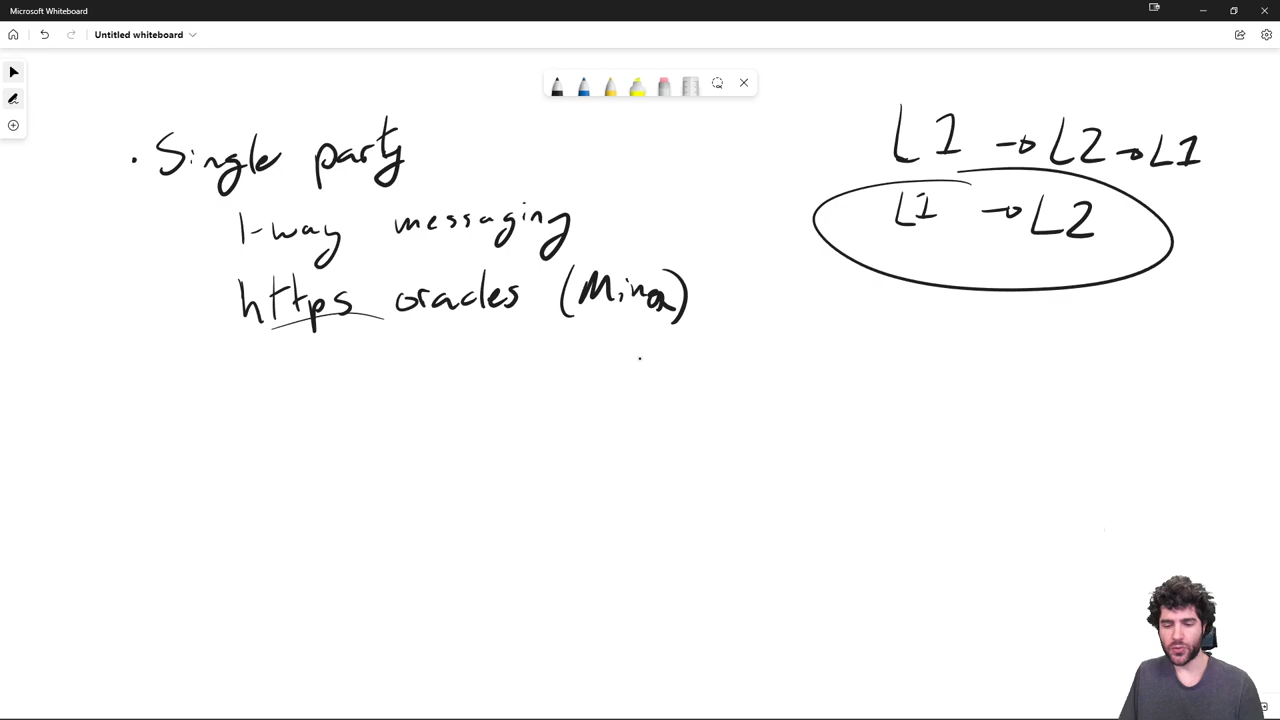 Microsoft Whiteboard
Untitled whiteboard
· Single party
1-way messaging
https oracles (Mina)
L1 → L2 → L1
L1 → L2